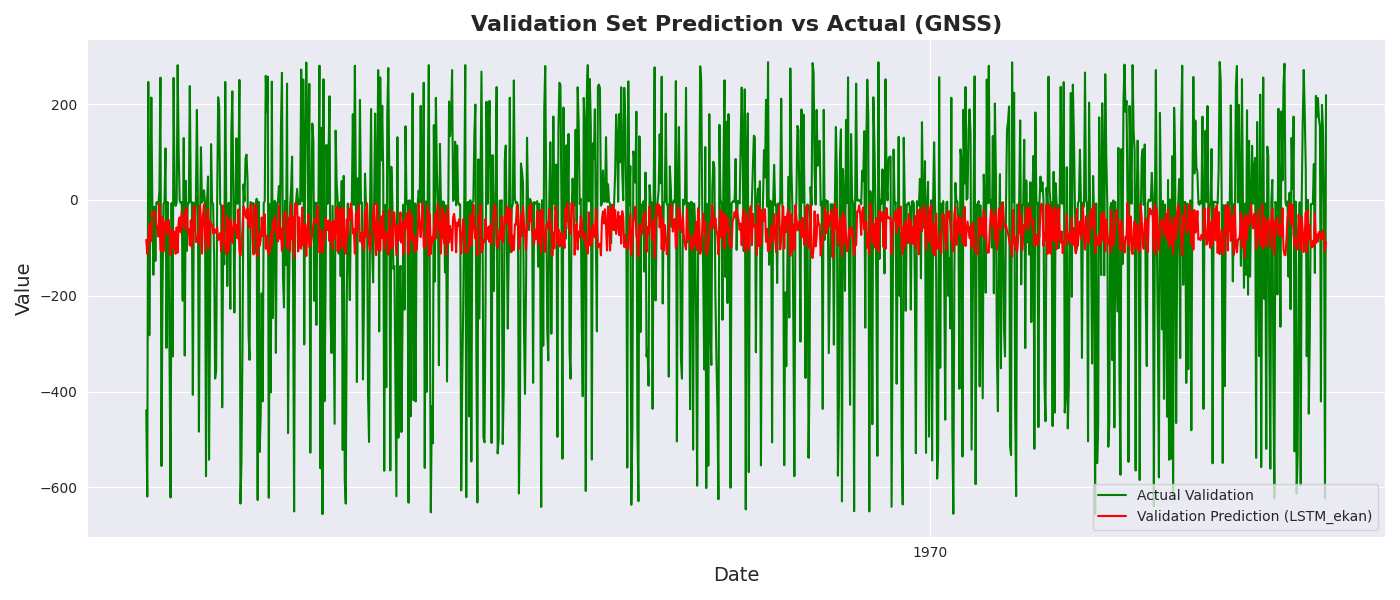 Validation Set Prediction vs Actual (GNSS)
Value
200
0
−200
−400
−600
Actual Validation
Validation Prediction (LSTM_ekan)
1970
Date